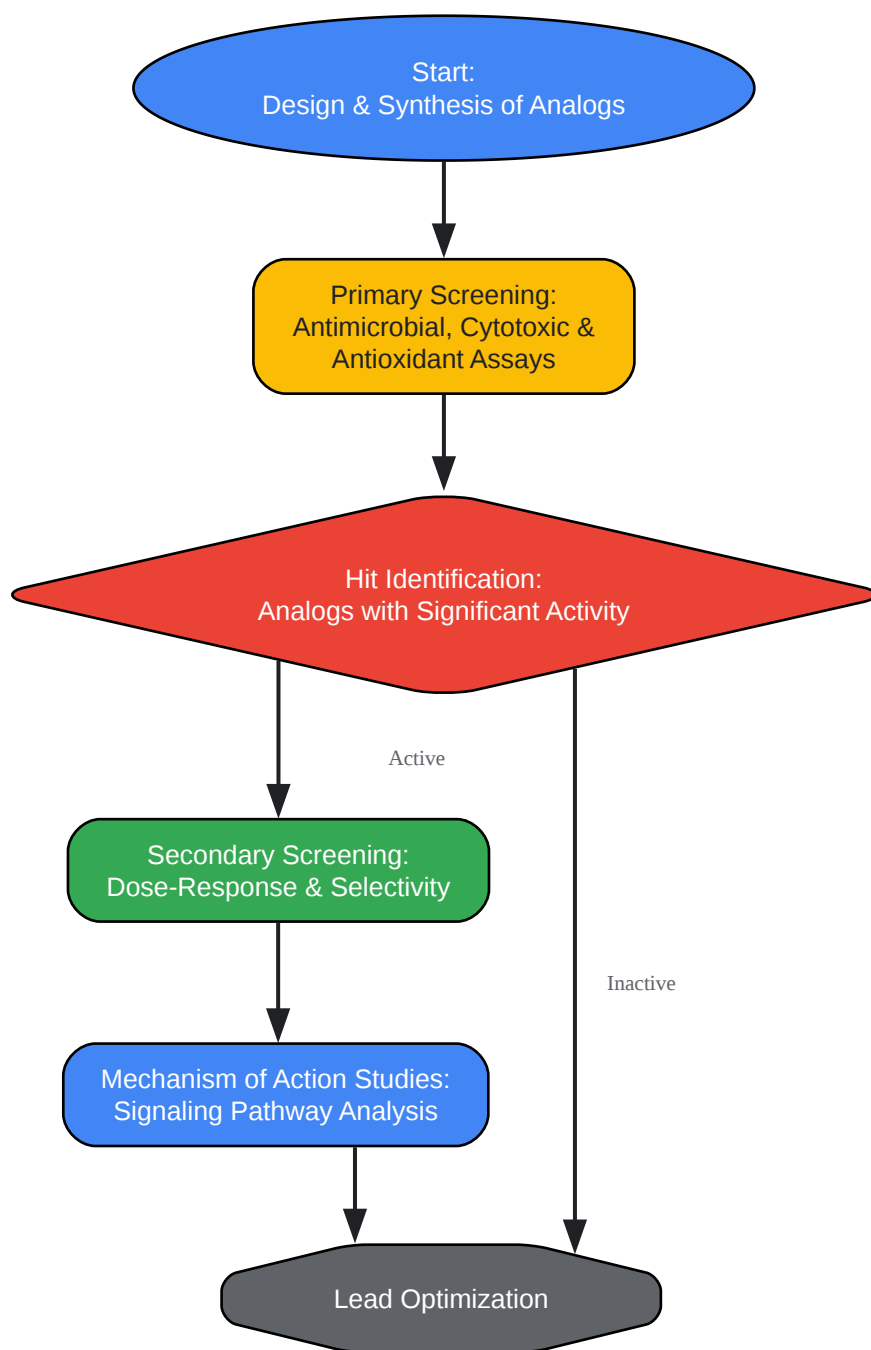 Start:
Design & Synthesis of Analogs
Primary Screening:
Antimicrobial, Cytotoxic &
Antioxidant Assays
Hit Identification:
Analogs with Significant Activity
Active
Secondary Screening:
Dose-Response & Selectivity
Inactive
Mechanism of Action Studies:
Signaling Pathway Analysis
Lead Optimization